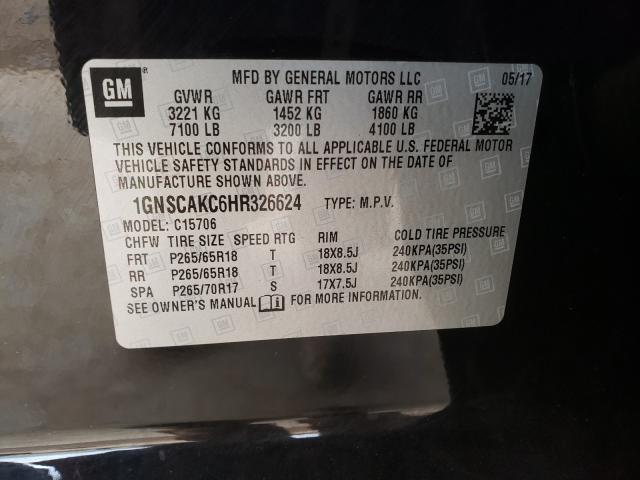 GM
MFD BY GENERAL MOTORS LLC 05/17
GVWR GAWR FRT GAWR RR
3221 KG 1452 KG 1860 KG
7100 LB 3200 LB 4100 LB
THIS VEHICLE CONFORMS TO ALL APPLICABLE U.S. FEDERAL MOTOR
VEHICLE SAFETY STANDARDS IN EFFECT ON THE DATE OF
MANUFACTURE SHOWN ABOVE.
1GNSCAKC6HR326624 TYPE: M.P.V.
MODEL: C15706
CHFW TIRE SIZE SPEED RTG RIM COLD TIRE PRESSURE
FRT P265/65R18 T 18X8.5J 240KPA(35PSI)
RR P265/65R18 T 18X8.5J 240KPA(35PSI)
SPA P265/70R17 S 17X7.5J 240KPA(35PSI)
SEE OWNER'S MANUAL FOR MORE INFORMATION.